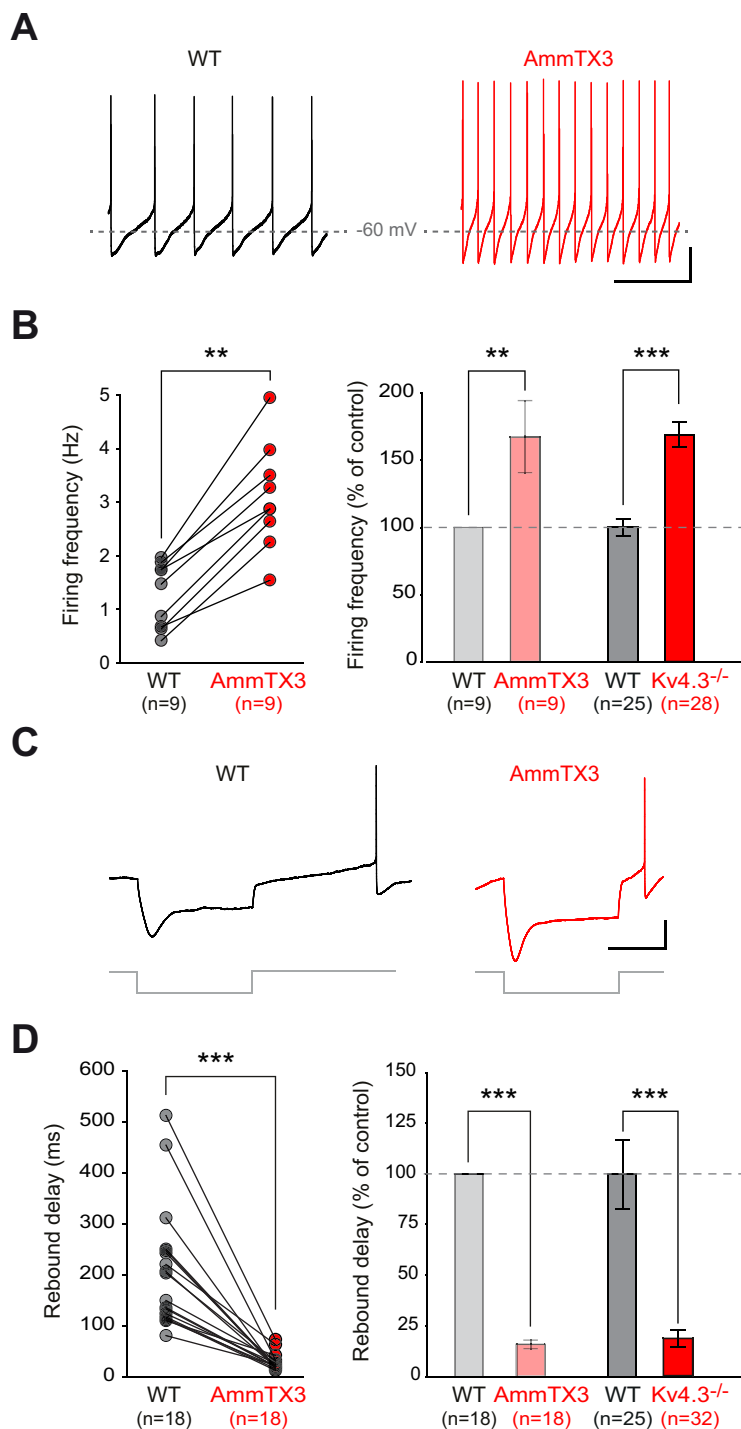 A
WT
AmmTX3
-60 mV
B
**
Firing frequency (Hz)
5
4
3
2
1
0
WT
AmmTX3
(n=9)
(n=9)
**
***
Firing frequency (% of control)
200
150
100
50
0
WT
AmmTX3
WT
Kv4.3-/-
(n=9)
(n=9)
(n=25)
(n=28)
C
WT
AmmTX3
D
***
Rebound delay (ms)
600
500
400
300
200
100
0
WT
AmmTX3
(n=18)
(n=18)
***
***
Rebound delay (% of control)
150
125
100
75
50
25
0
WT
AmmTX3
WT
Kv4.3-/-
(n=18)
(n=18)
(n=25)
(n=32)